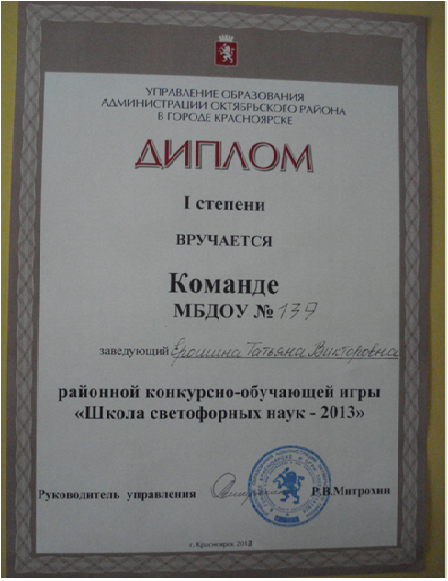 УПРАВЛЕНИЕ ОБРАЗОВАНИЯ
АДМИНИСТРАЦИИ ОКТЯБРЬСКОГО РАЙОНА
В ГОРОДЕ КРАСНОЯРСКЕ
ДИПЛОМ
I степени
ВРУЧАЕТСЯ
Команде
МБДОУ № 137
заведующий Ерошина Татьяна Викторовна
районной конкурсно-обучающей игры
«Школа светофорных наук - 2013»
Руководитель управления Р.В.Митрохин
г. Красноярск 2013